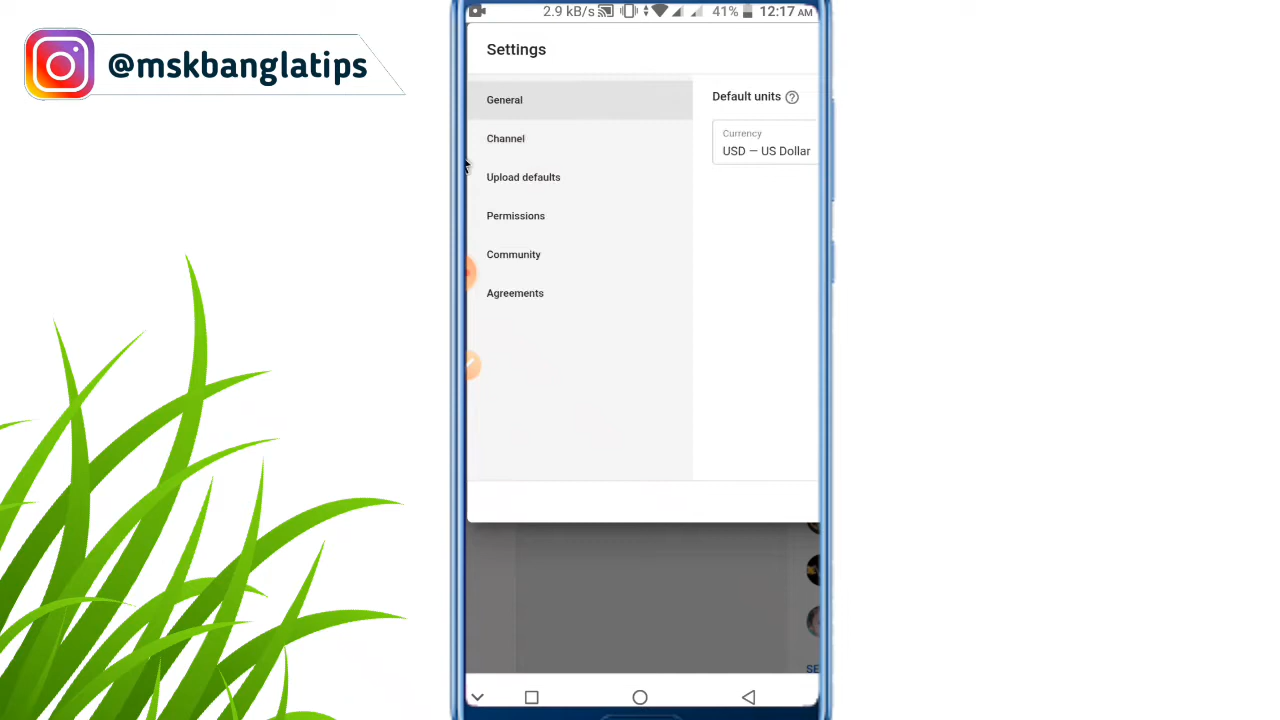 @mskbanglatips
2.9 kB/s 41% 12:17 AM
Settings
General
Channel
Upload defaults
Permissions
Community
Agreements
Default units
Currency
USD – US Dollar
SE